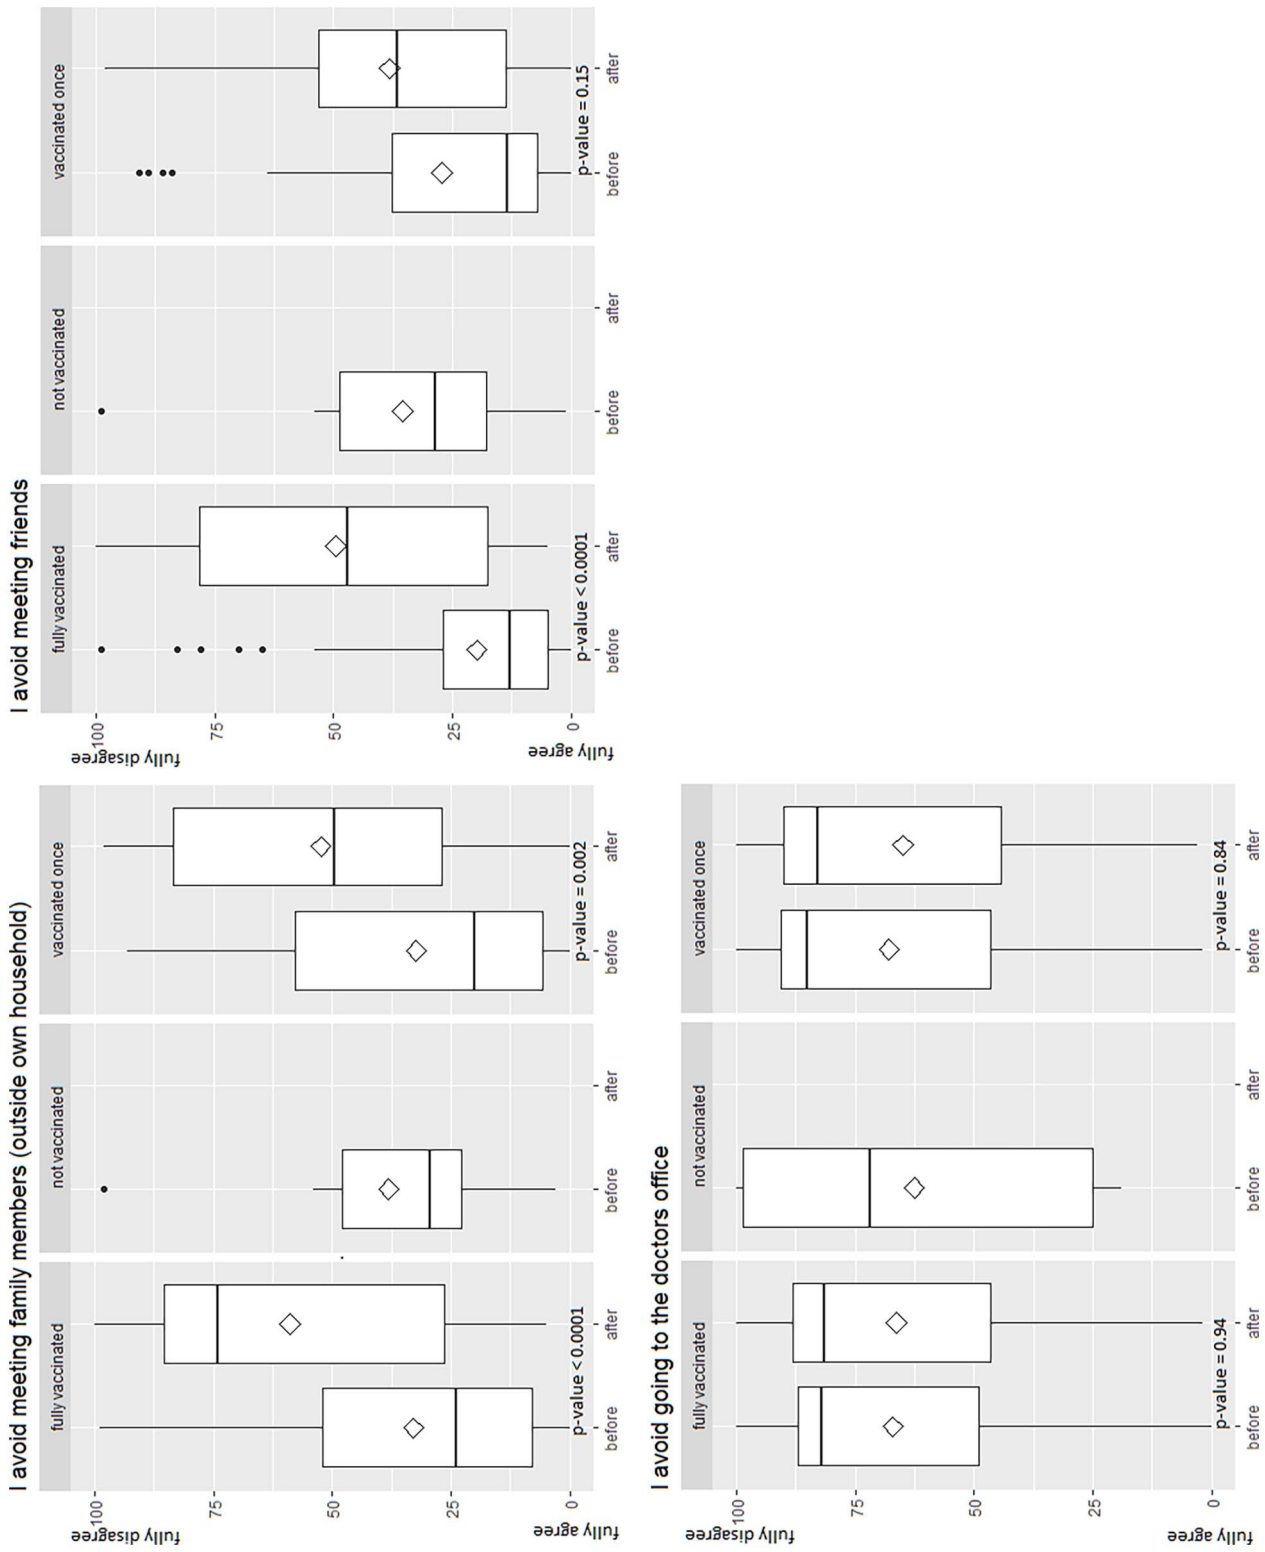 I avoid meeting family members (outside own household)
fully vaccinated
not vaccinated
vaccinated once
fully disagree
100
75
50
25
0
fully agree
p-value < 0.0001
p-value = 0.002
before
after
before
after
before
after
I avoid meeting friends
fully vaccinated
not vaccinated
vaccinated once
fully disagree
100
75
50
25
0
fully agree
p-value < 0.0001
p-value = 0.15
before
after
before
after
before
after
I avoid going to the doctors office
fully vaccinated
not vaccinated
vaccinated once
fully disagree
100
75
50
25
0
fully agree
p-value = 0.94
p-value = 0.84
before
after
before
after
before
after